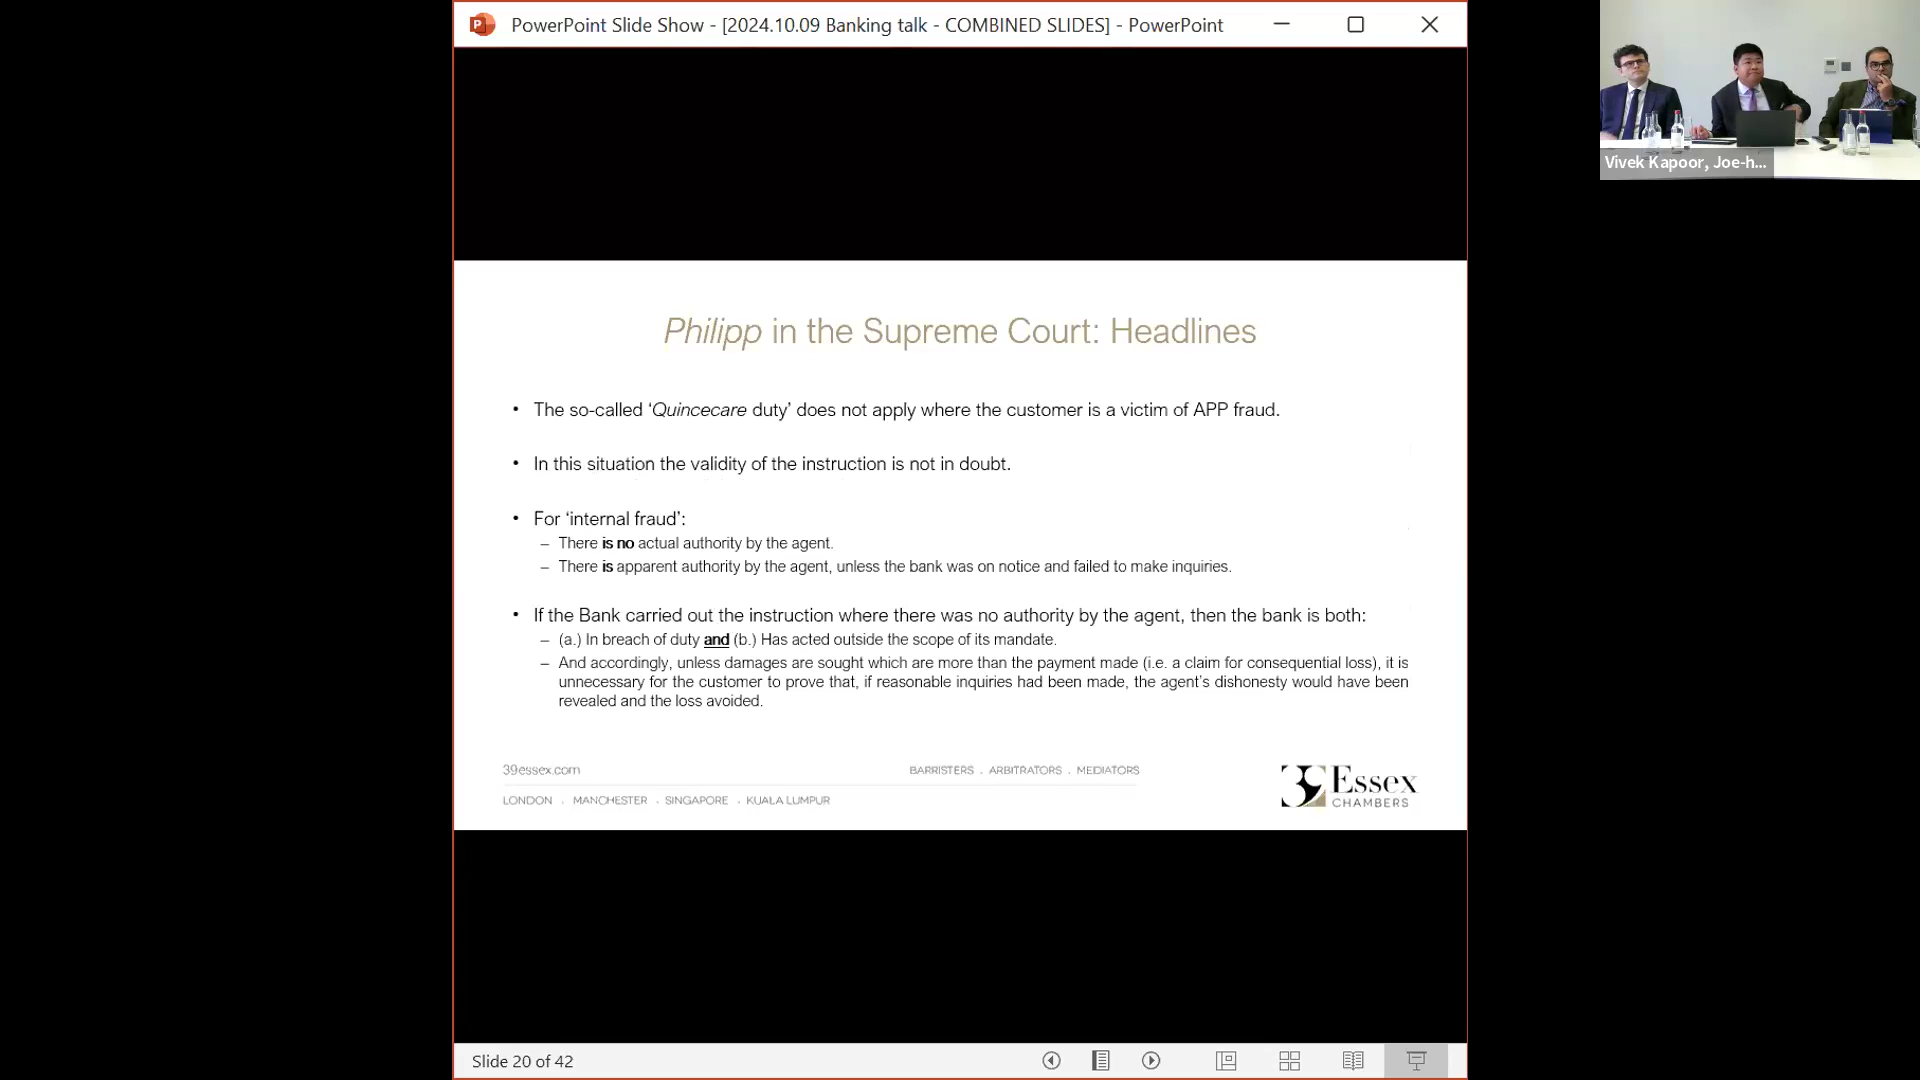 PowerPoint Slide Show - [2024.10.09 Banking talk - COMBINED SLIDES] - PowerPoint
Vivek Kapoor, Joe-h...
Philipp in the Supreme Court: Headlines
• The so-called ‘Quincecare duty’ does not apply where the customer is a victim of APP fraud.
• In this situation the validity of the instruction is not in doubt.
• For ‘internal fraud’:
– There is no actual authority by the agent.
– There is apparent authority by the agent, unless the bank was on notice and failed to make inquiries.
• If the Bank carried out the instruction where there was no authority by the agent, then the bank is both:
– (a.) In breach of duty and (b.) Has acted outside the scope of its mandate.
– And accordingly, unless damages are sought which are more than the payment made (i.e. a claim for consequential loss), it is
unnecessary for the customer to prove that, if reasonable inquiries had been made, the agent’s dishonesty would have been
revealed and the loss avoided.
39essex.com
BARRISTERS . ARBITRATORS . MEDIATORS
LONDON . MANCHESTER . SINGAPORE . KUALA LUMPUR
39 Essex
CHAMBERS
Slide 20 of 42